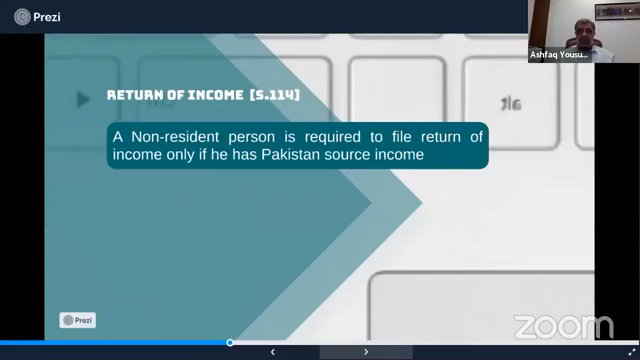 Prezi
Ashfaq Yousu...
RETURN OF INCOME [S.114]
A Non-resident person is required to file return of
income only if he has Pakistan source income
alt
Prezi
zoom